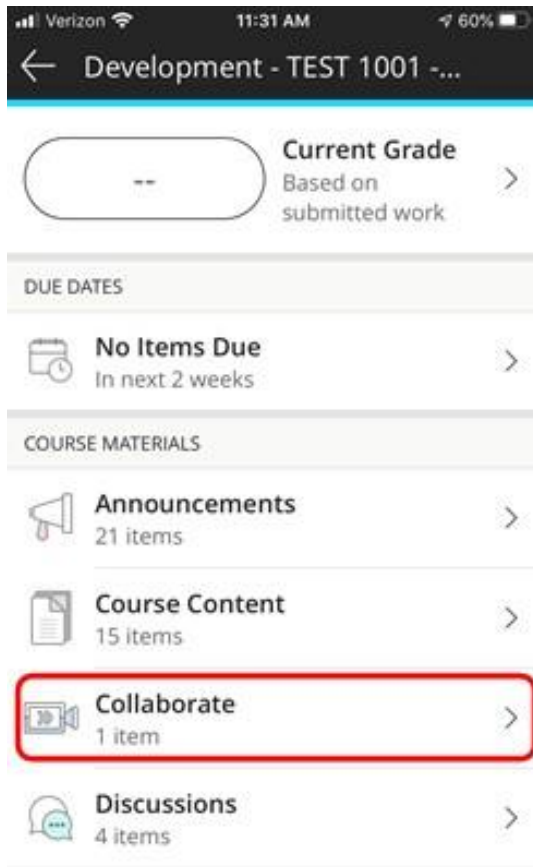 Verizon 11:31 AM 60%
Development - TEST 1001 -...
-- Current Grade
Based on
submitted work
DUE DATES
No Items Due
In next 2 weeks
COURSE MATERIALS
Announcements
21 items
Course Content
15 items
Collaborate
1 item
Discussions
4 items